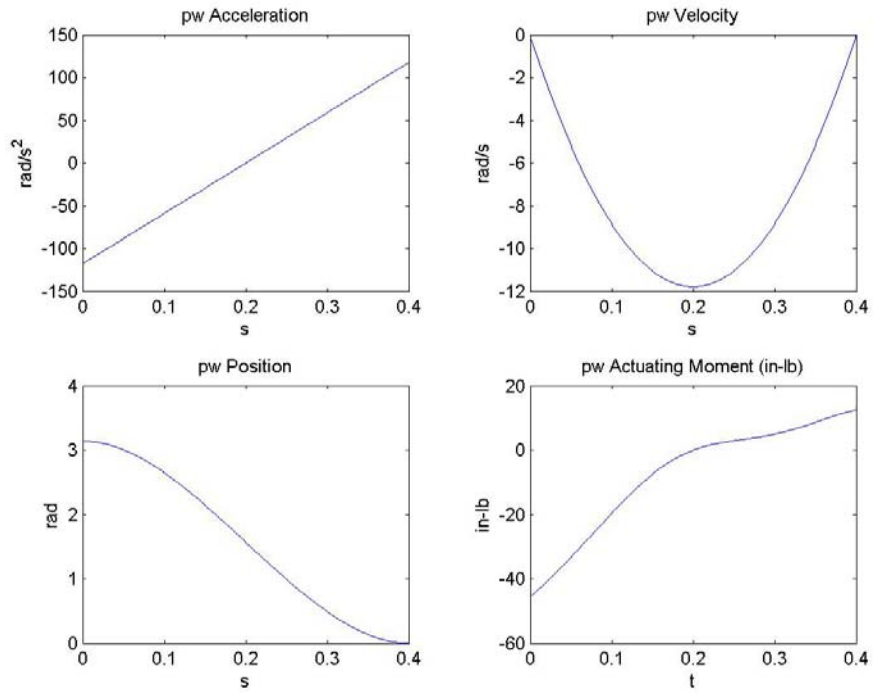 pw Acceleration
150
100
50
0
-50
-100
-150
rad/s²
0 0.1 0.2 0.3 0.4
s
pw Velocity
0
-2
-4
-6
-8
-10
-12
rad/s
0 0.1 0.2 0.3 0.4
s
pw Position
4
3
2
1
0
rad
0 0.1 0.2 0.3 0.4
s
pw Actuating Moment (in-lb)
20
0
-20
-40
-60
in-lb
0 0.1 0.2 0.3 0.4
t